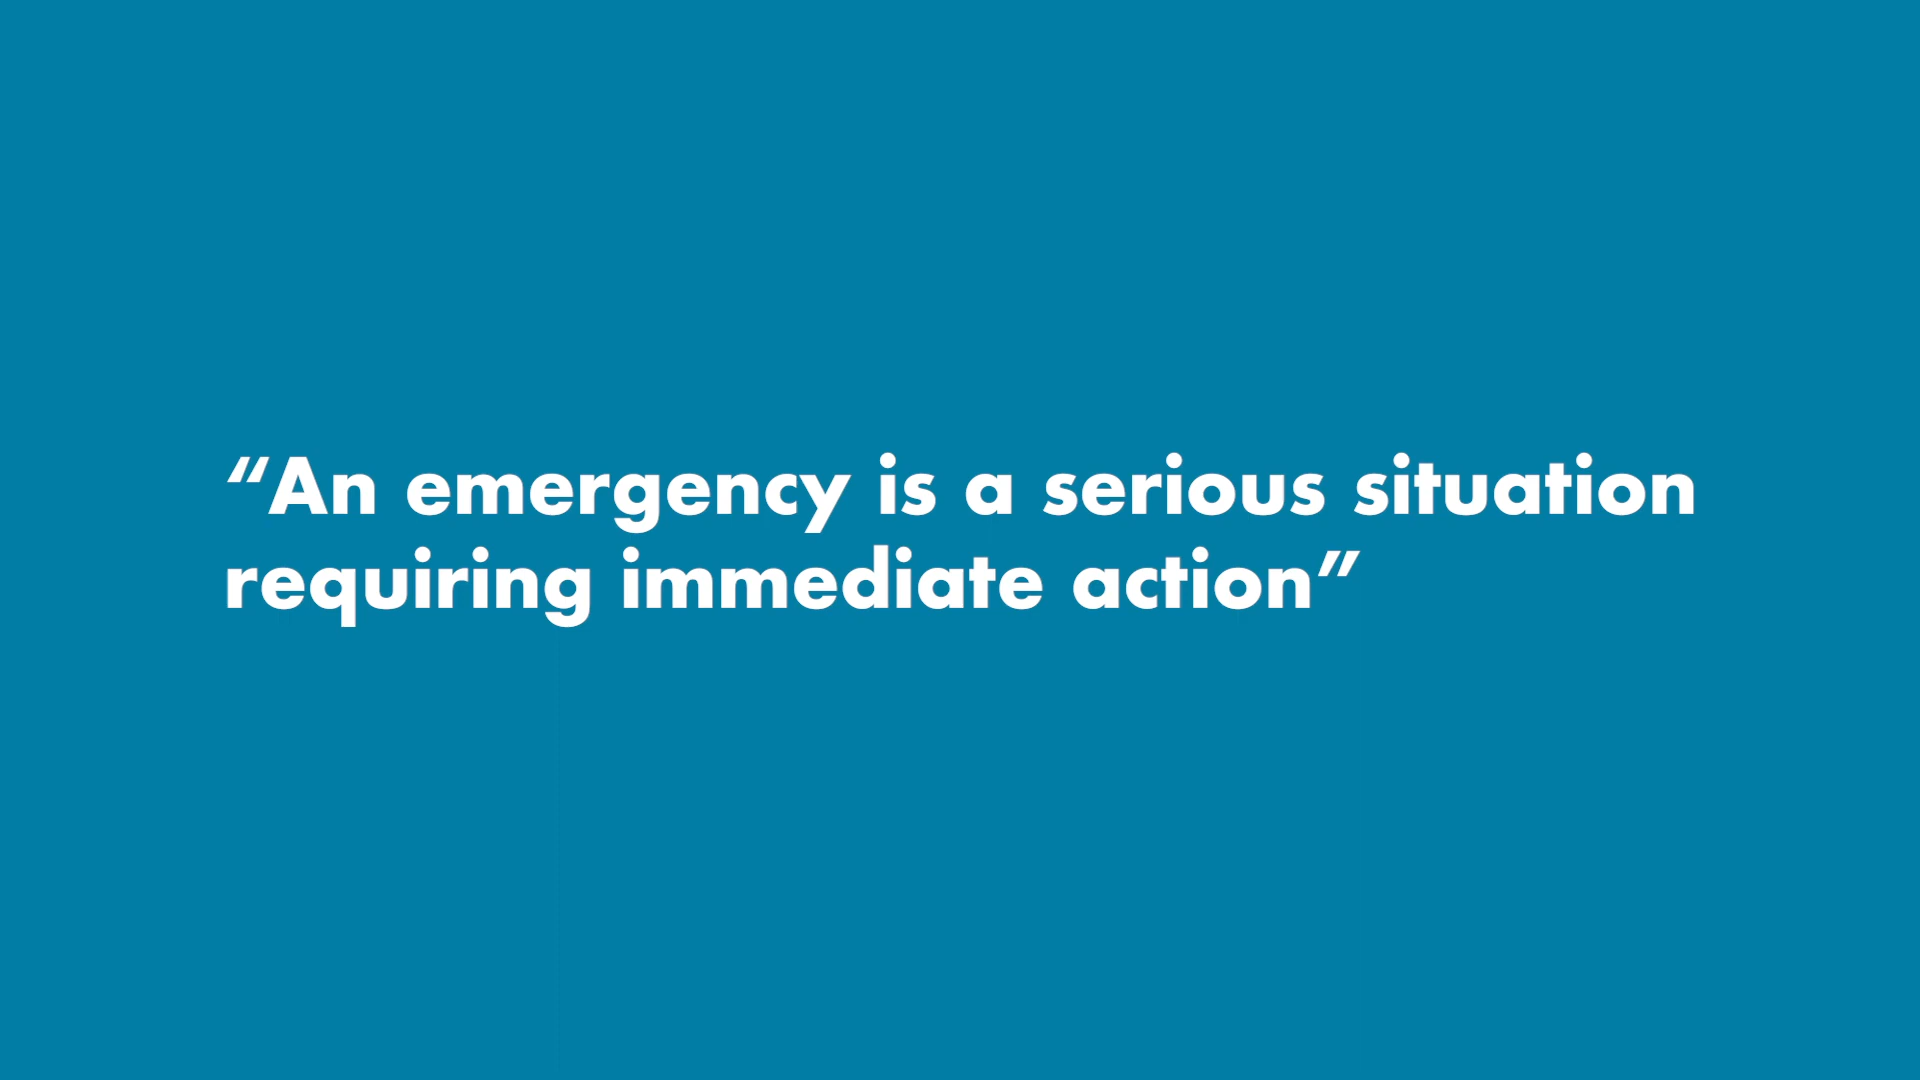 “An emergency is a serious situation
requiring immediate action”